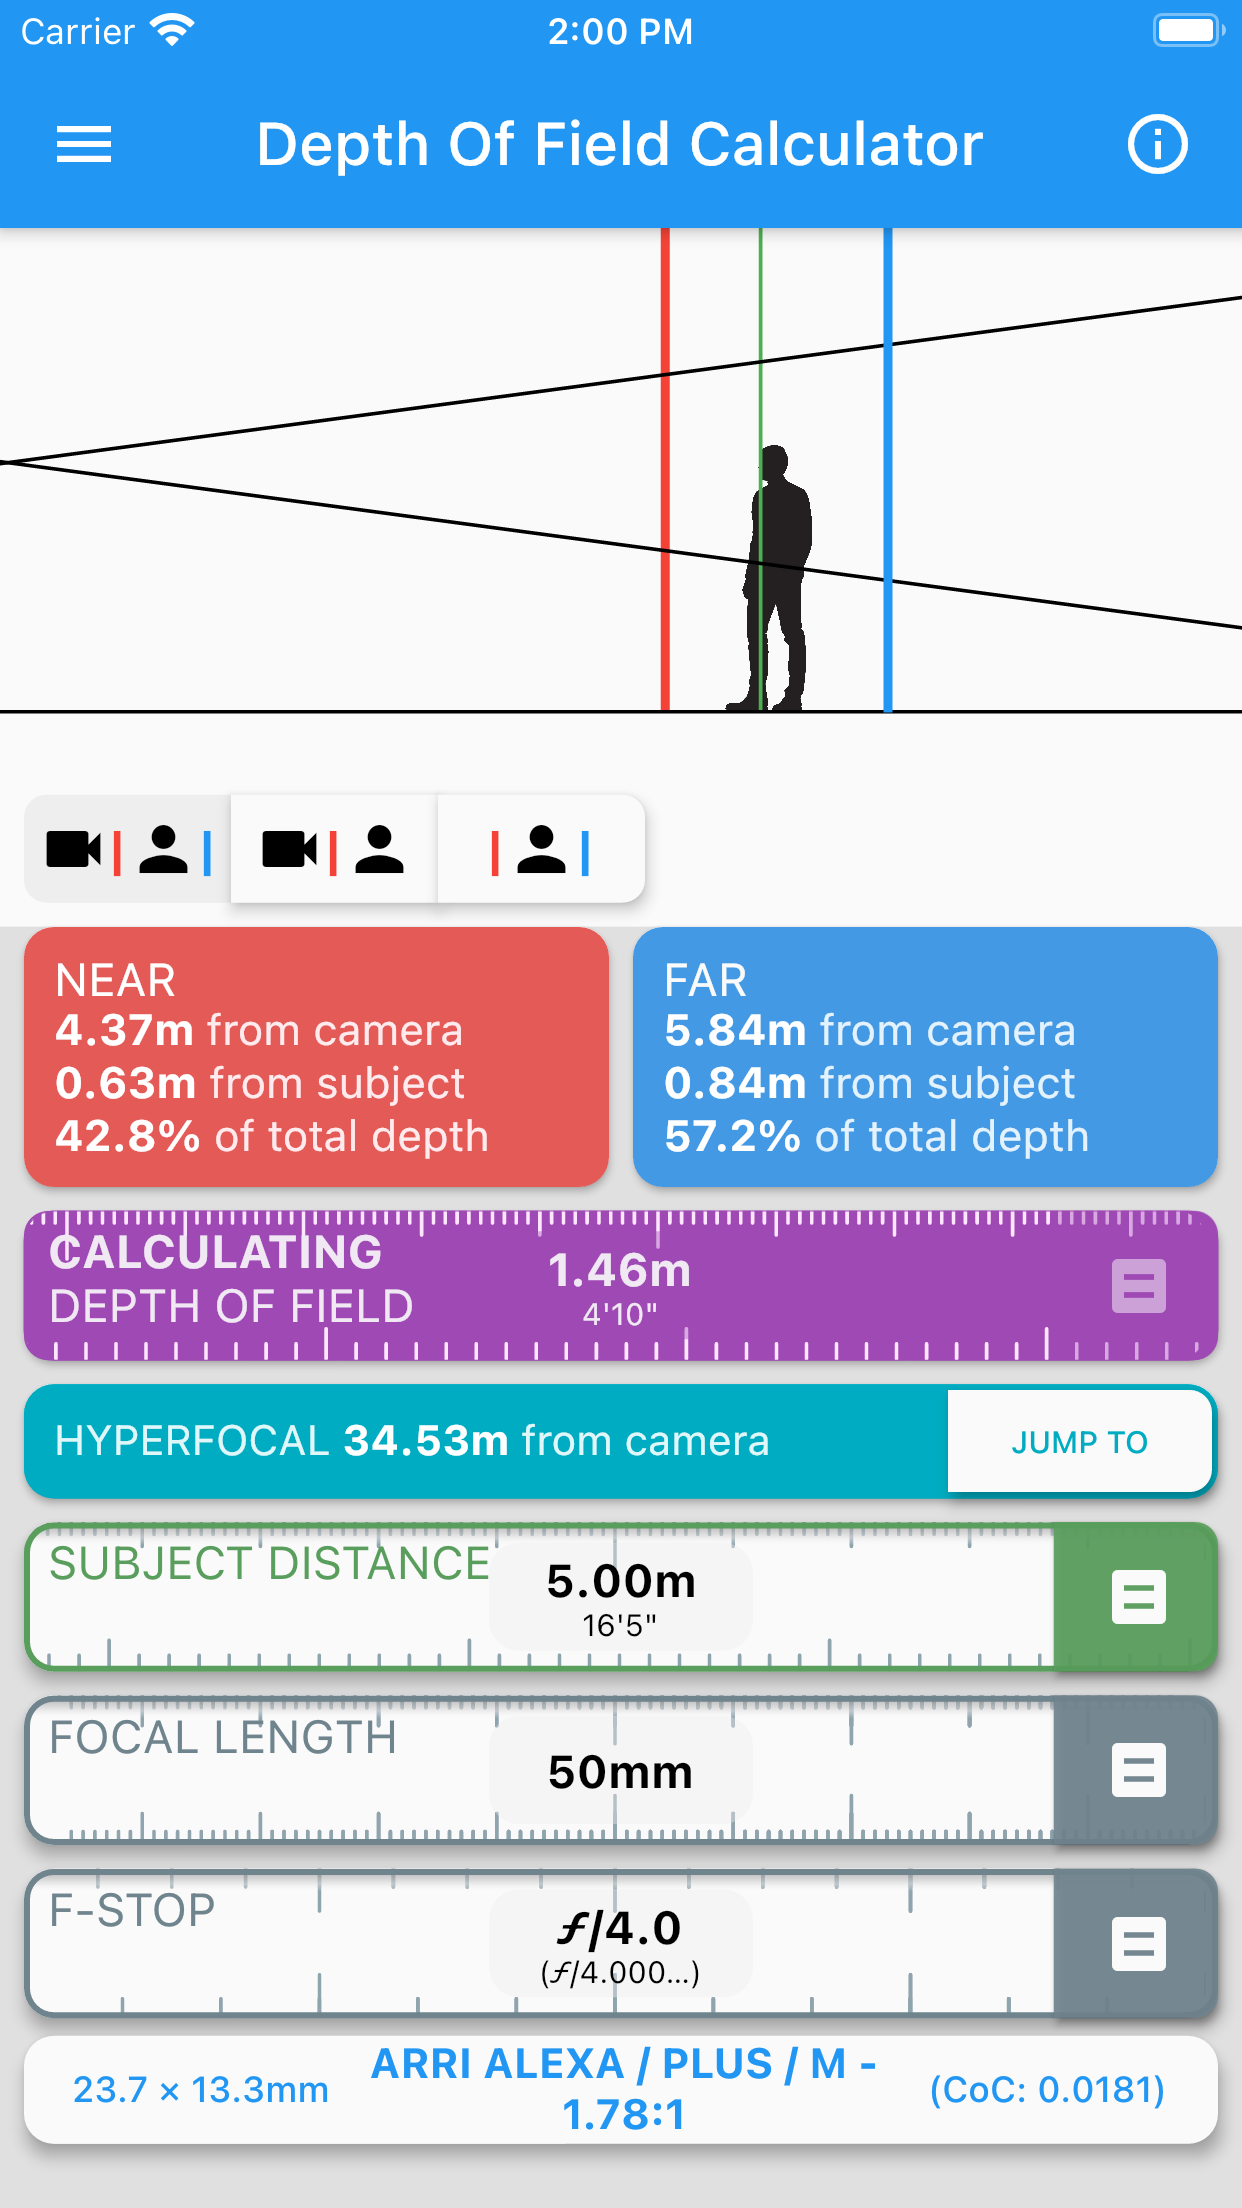 Carrier 2:00 PM
Depth Of Field Calculator
NEAR
4.37m from camera
0.63m from subject
42.8% of total depth
FAR
5.84m from camera
0.84m from subject
57.2% of total depth
CALCULATING
DEPTH OF FIELD
1.46m
4'10"
HYPERFOCAL 34.53m from camera
JUMP TO
SUBJECT DISTANCE
5.00m
16'5"
FOCAL LENGTH
50mm
F-STOP
ƒ/4.0
(ƒ/4.000...)
23.7 × 13.3mm
ARRI ALEXA / PLUS / M -
1.78:1
(CoC: 0.0181)